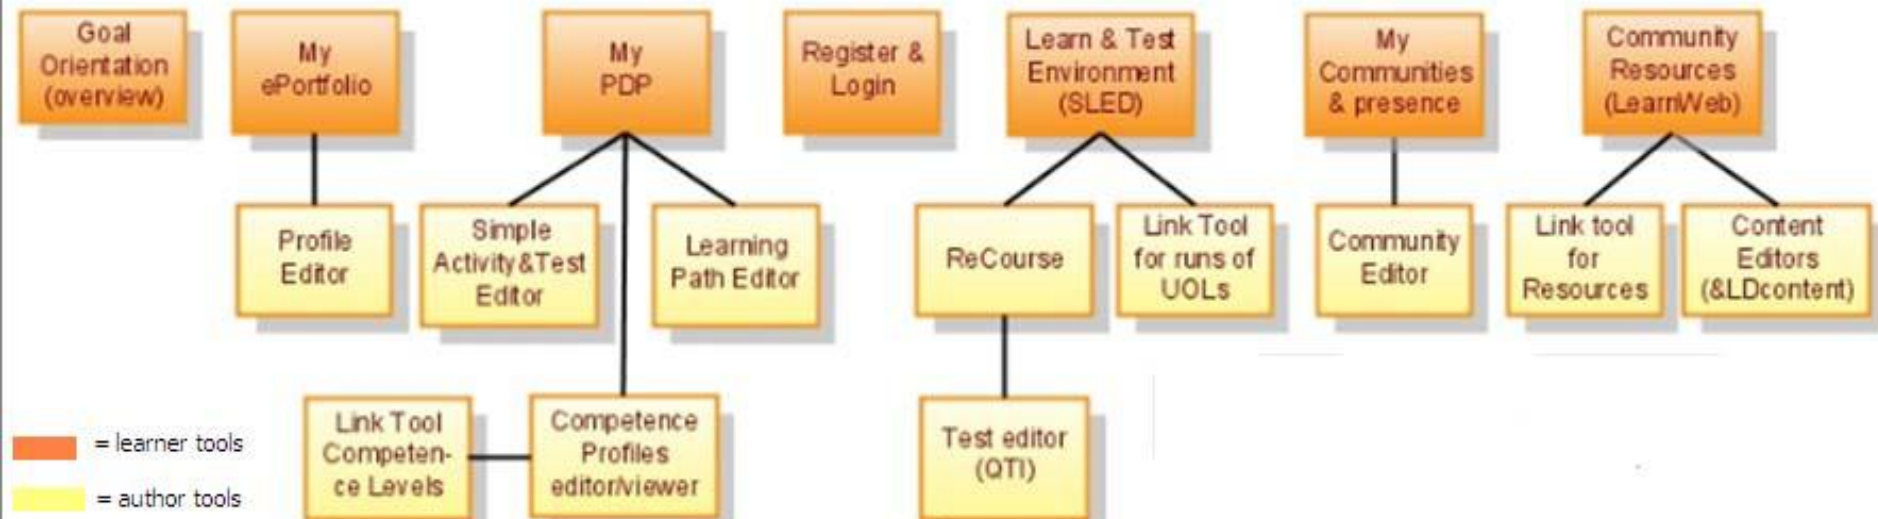 Goal
Orientation
(overview)
My
ePortfolio
My
PDP
Register &
Login
Learn & Test
Environment
(SLED)
My
Communities
& presence
Community
Resources
(LearnWeb)
Profile
Editor
Simple
Activity&Test
Editor
Learning
Path Editor
ReCourse
Link Tool
for runs of
UOLs
Community
Editor
Link tool
for
Resources
Content
Editors
(&LDcontent)
Link Tool
Competen-
ce Levels
Competence
Profiles
editor/viewer
Test editor
(QTI)
= learner tools
= author tools